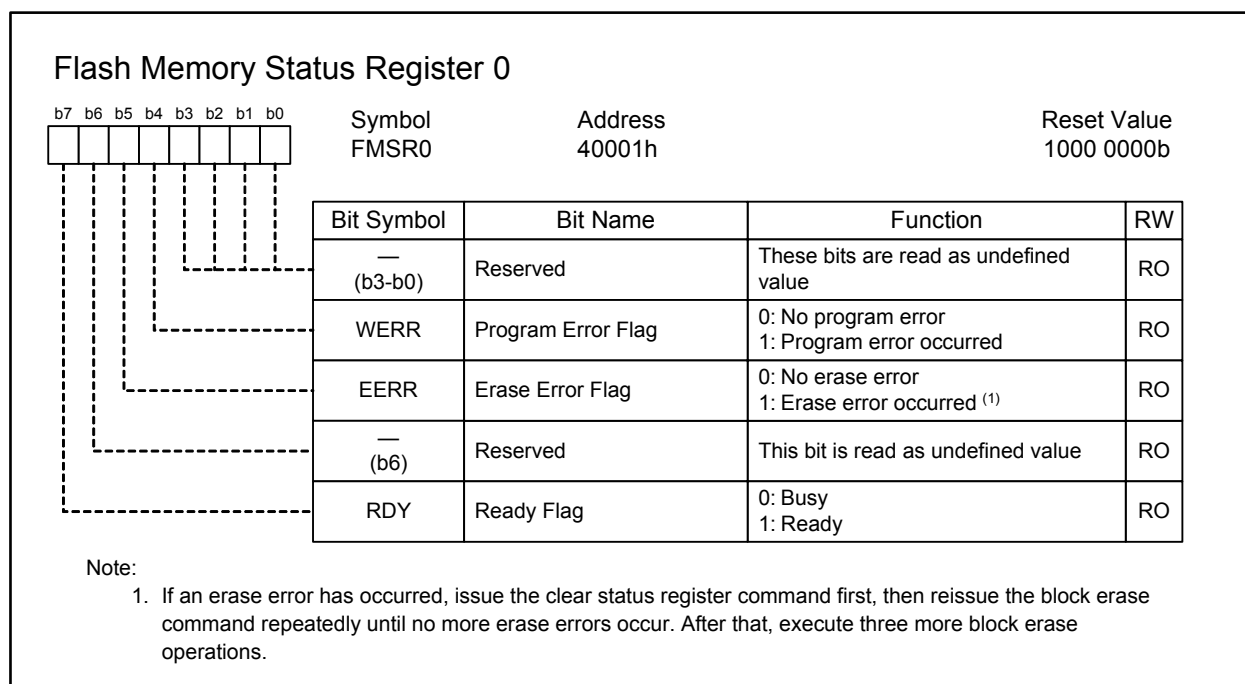 Flash Memory Status Register 0
b7 b6 b5 b4 b3 b2 b1 b0
Symbol Address Reset Value
FMSR0 40001h 1000 0000b
Bit Symbol Bit Name Function RW
— (b3-b0) Reserved These bits are read as undefined value RO
WERR Program Error Flag 0: No program error
1: Program error occurred RO
EERR Erase Error Flag 0: No erase error
1: Erase error occurred (1) RO
— (b6) Reserved This bit is read as undefined value RO
RDY Ready Flag 0: Busy
1: Ready RO
Note:
1. If an erase error has occurred, issue the clear status register command first, then reissue the block erase
command repeatedly until no more erase errors occur. After that, execute three more block erase
operations.